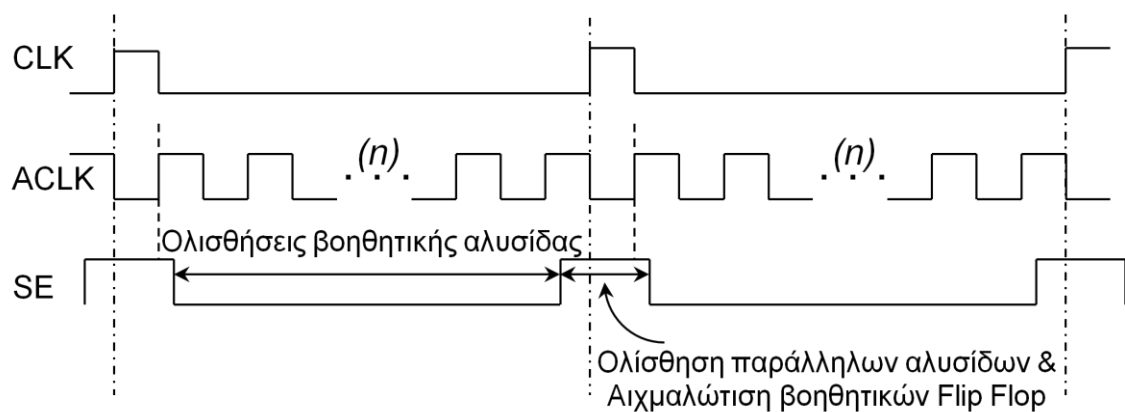 CLK
(n)
(n)
ACLK
. . .
. . .
Ολισθήσεις βοηθητικής αλυσίδας
SE
Ολίσθηση παράλληλων αλυσίδων &
Αιχμαλώτιση βοηθητικών Flip Flop